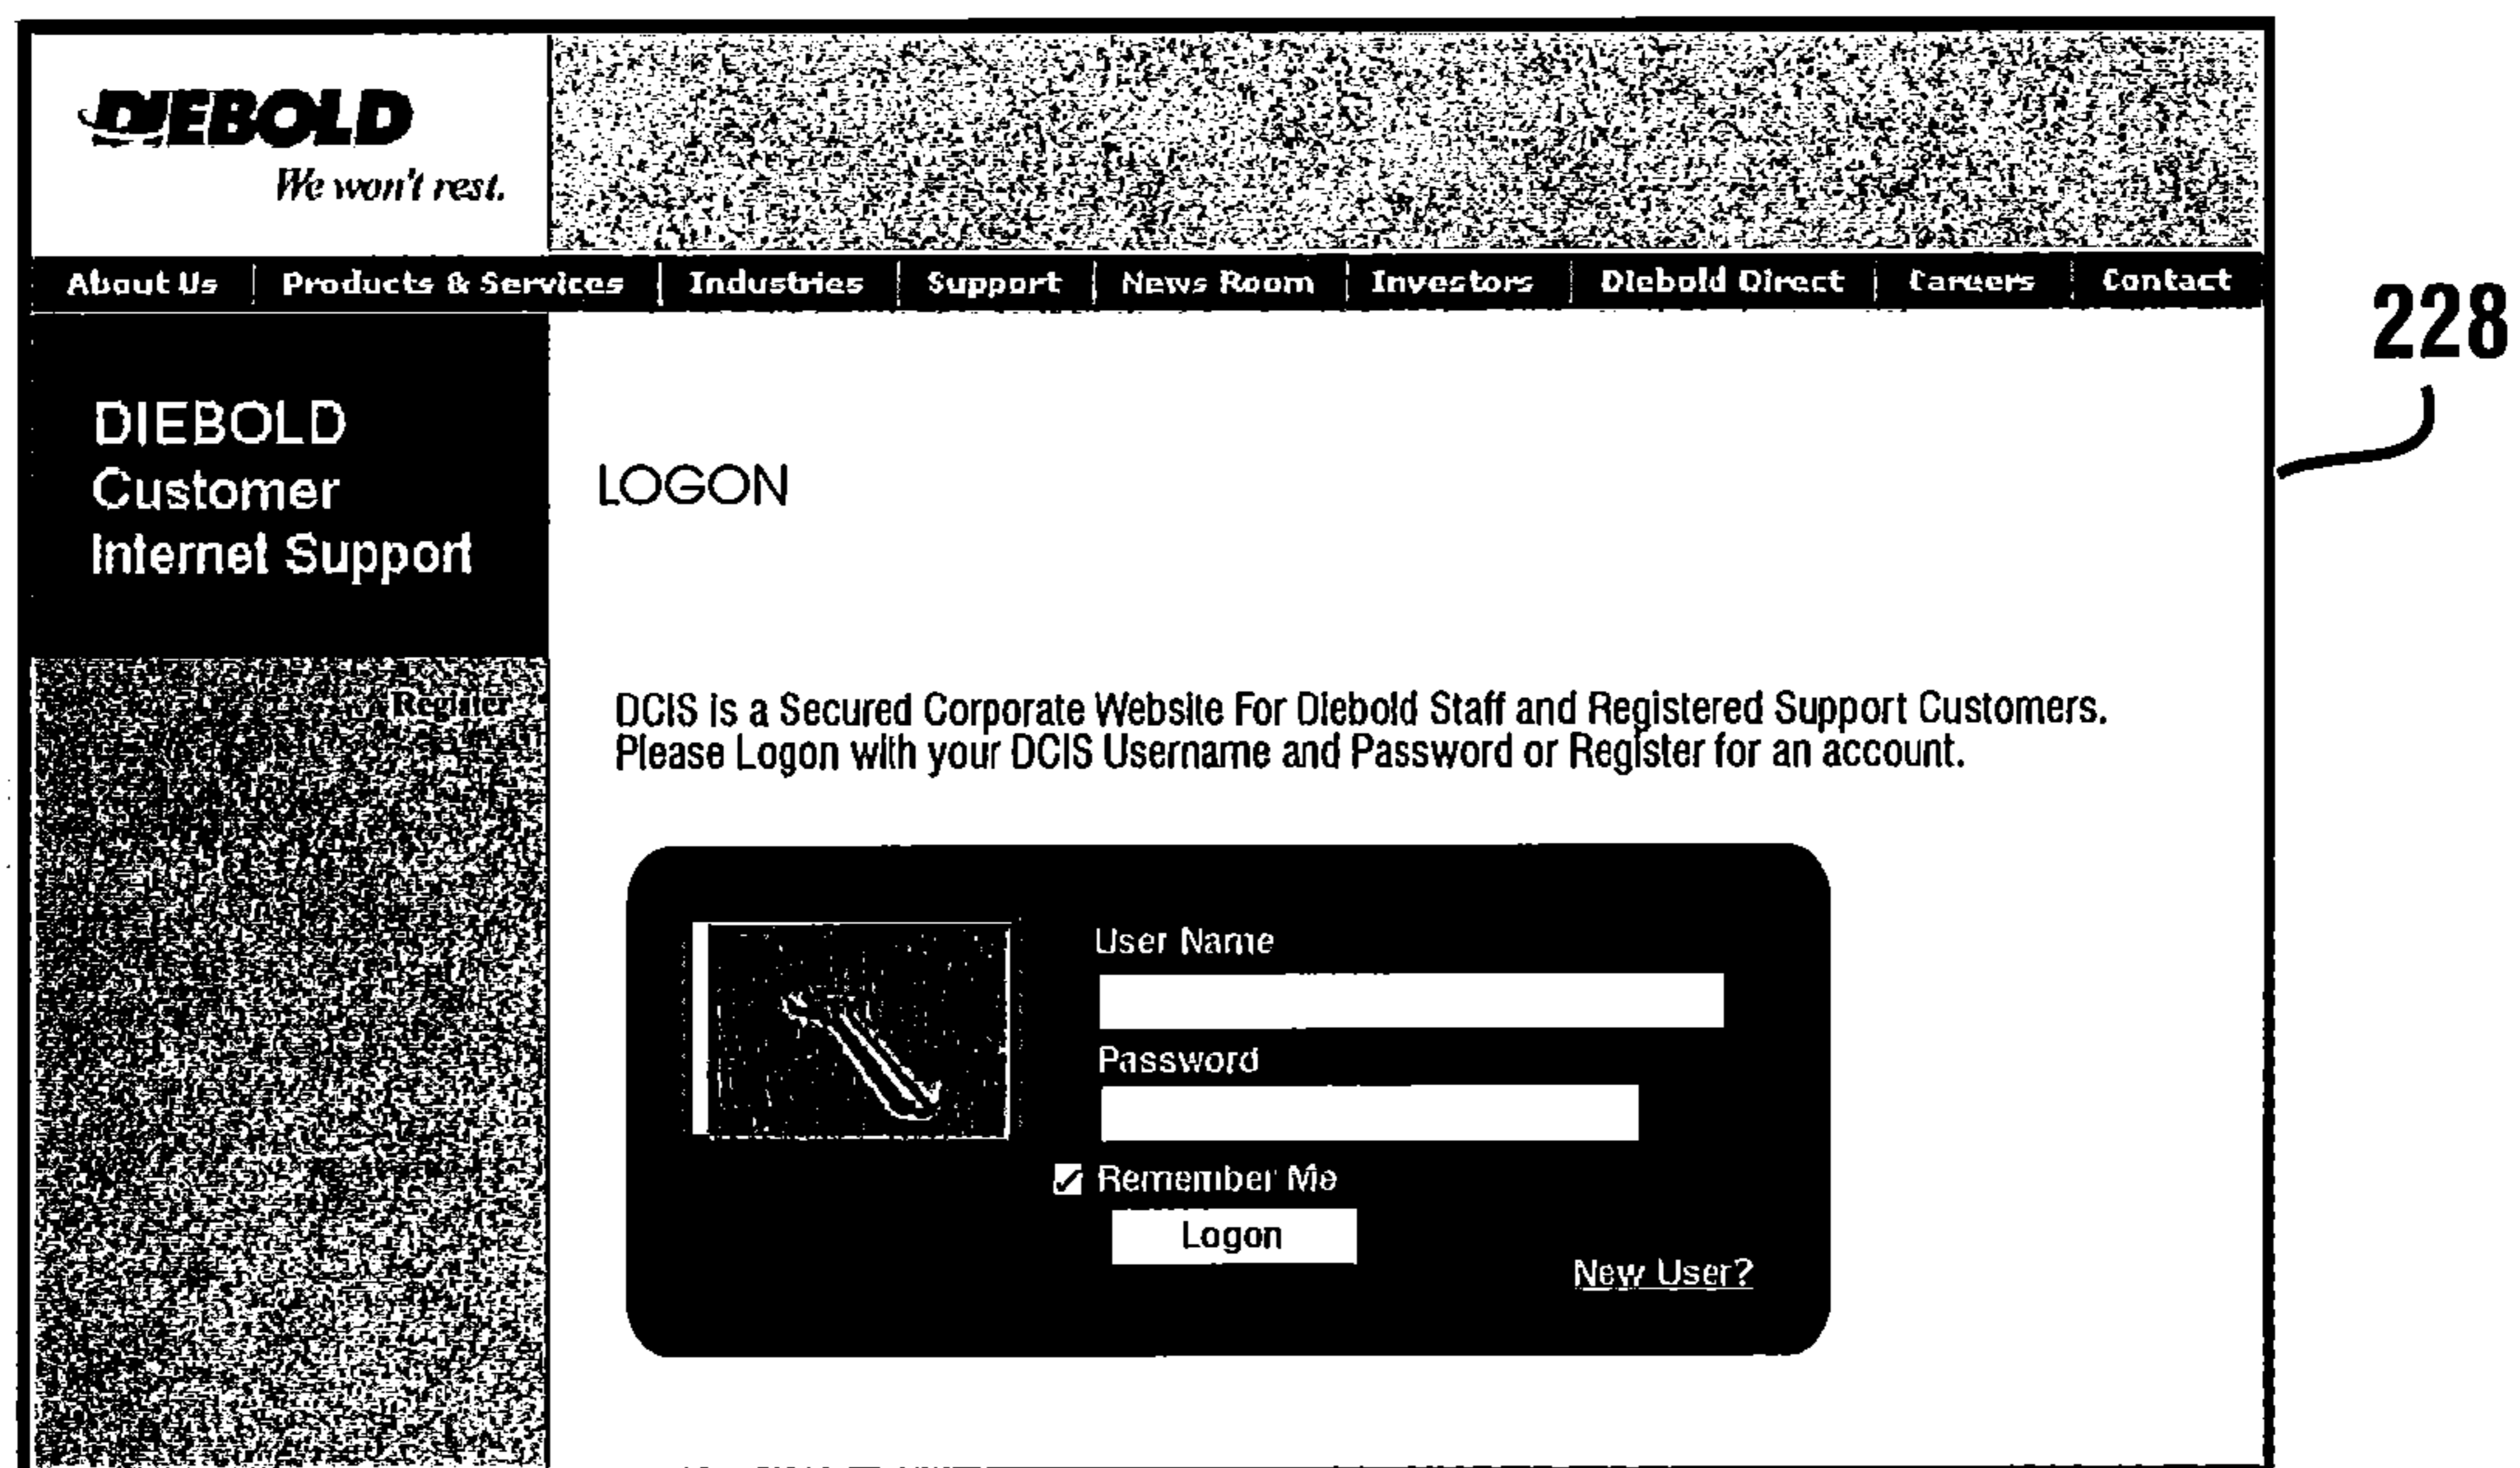 DIEBOLD
We won't rest.
About Us | Products & Services | Industries | Support | News Room | Investors | Diebold Direct | Careers | Contact
228
DIEBOLD
Customer
Internet Support
LOGON
Register
DCIS is a Secured Corporate Website For Diebold Staff and Registered Support Customers.
Please Logon with your DCIS Username and Password or Register for an account.
User Name
Password
Remember Me
Logon
New User?